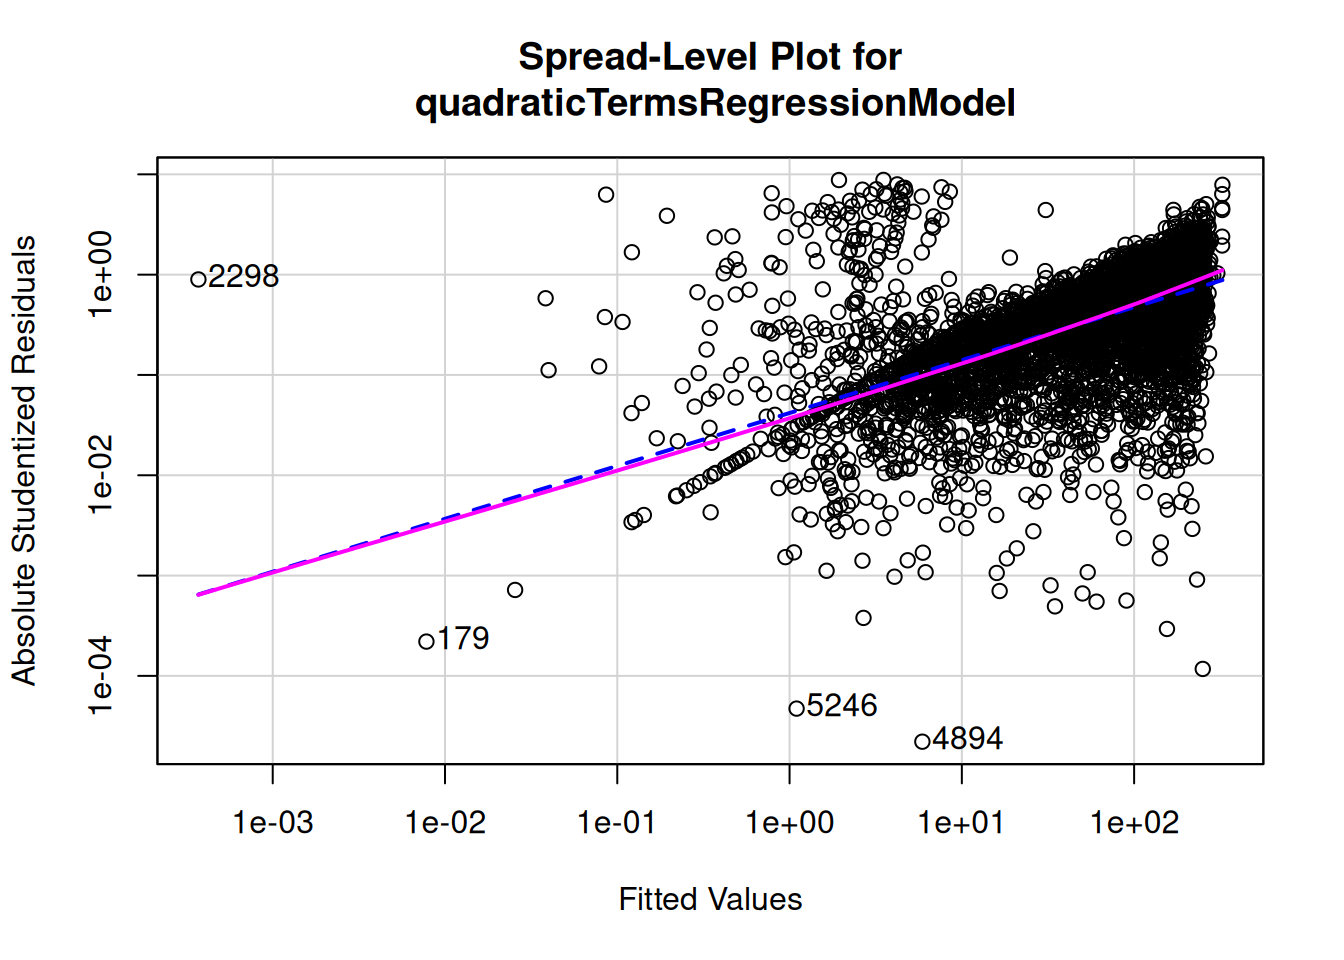 Spread-Level Plot for
quadraticTermsRegressionModel
Absolute Studentized Residuals
1e+00
1e-02
1e-04
2298
179
5246
4894
1e-03 1e-02 1e-01 1e+00 1e+01 1e+02
Fitted Values